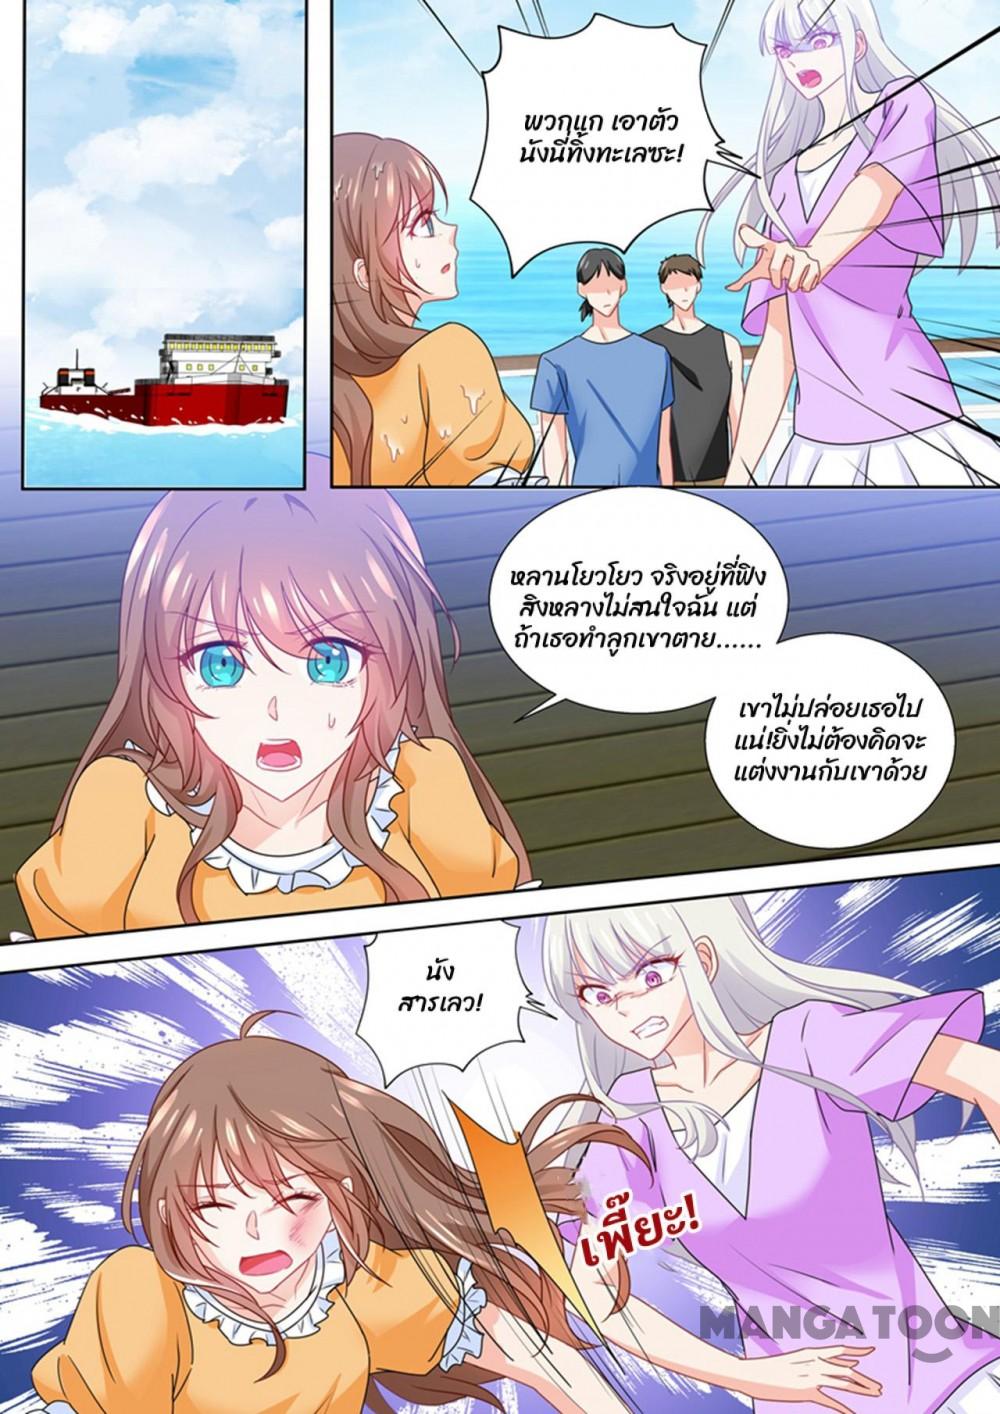 พวกแก เอาตัว
นังนี่ทิ้งทะเลซะ!
หลานโยวโยว จริงอยู่ที่ฟิง
สิงหลางไม่สนใจฉัน แต่
ถ้าเธอทำลูกเขาตาย......
เขาไม่ปล่อยเธอไป
แน่!ยิ่งไม่ต้องคิดจะ
แต่งงานกับเขาด้วย
นัง
สารเลว!
เพี๊ยะ!
MANGATOON